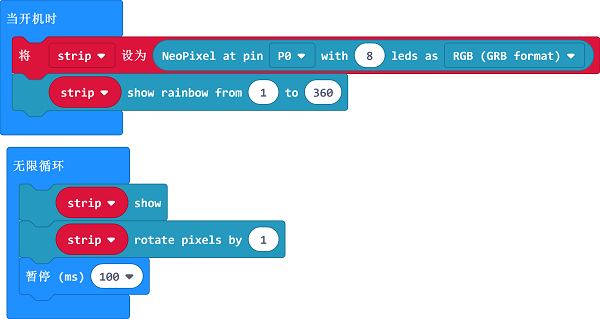 当开机时
将 strip 设为 NeoPixel at pin P0 with 8 leds as RGB (GRB format)
strip show rainbow from 1 to 360
无限循环
strip show
strip rotate pixels by 1
暂停 (ms) 100